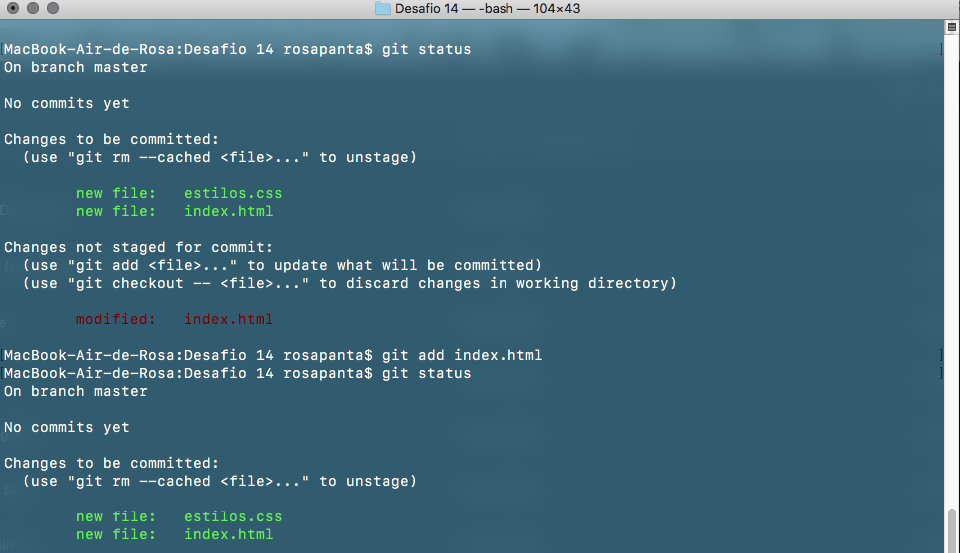 Desafio 14 — -bash — 104×43
[MacBook-Air-de-Rosa:Desafio 14 rosapanta$ git status ]
On branch master
No commits yet
Changes to be committed:
(use "git rm --cached <file>..." to unstage)
new file: estilos.css
new file: index.html
Changes not staged for commit:
(use "git add <file>..." to update what will be committed)
(use "git checkout -- <file>..." to discard changes in working directory)
modified: index.html
[MacBook-Air-de-Rosa:Desafio 14 rosapanta$ git add index.html ]
[MacBook-Air-de-Rosa:Desafio 14 rosapanta$ git status ]
On branch master
No commits yet
Changes to be committed:
(use "git rm --cached <file>..." to unstage)
new file: estilos.css
new file: index.html